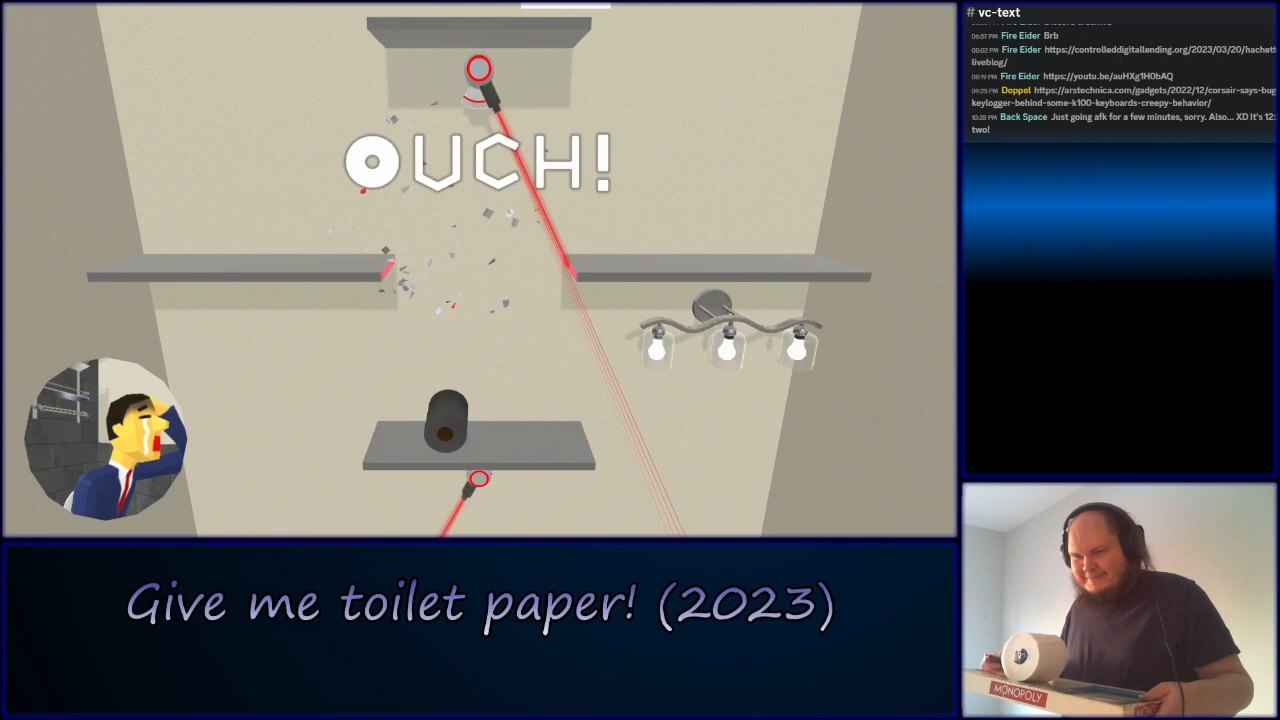 OUCH!
# vc-text
06:57 PM Fire Eider Brb
08:02 PM Fire Eider https://controlleddigitallending.org/2023/03/20/hachett
liveblog/
08:19 PM Fire Eider https://youtu.be/auHXg1H0bAQ
09:25 PM Doppel https://arstechnica.com/gadgets/2022/12/corsair-says-bug
keylogger-behind-some-k100-keyboards-creepy-behavior/
10:28 PM Back Space Just going afk for a few minutes, sorry. Also... XD It's 12:
two!
Give me toilet paper! (2023)
MONOPOLY